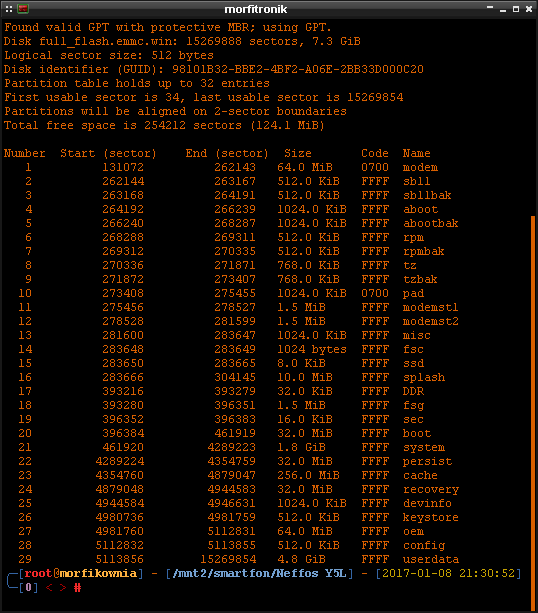 morfitronik
Found valid GPT with protective MBR; using GPT.
Disk full_flash.emmc.win: 15269888 sectors, 7.3 GiB
Logical sector size: 512 bytes
Disk identifier (GUID): 98101B32-BBE2-4BF2-A06E-2BB33D000C20
Partition table holds up to 32 entries
First usable sector is 34, last usable sector is 15269854
Partitions will be aligned on 2-sector boundaries
Total free space is 254212 sectors (124.1 MiB)
Number  Start (sector)    End (sector)  Size       Code  Name
   1          131072          262143   64.0 MiB    0700  modem
   2          262144          263167   512.0 KiB   FFFF  sbl1
   3          263168          264191   512.0 KiB   FFFF  sbl1bak
   4          264192          266239   1024.0 KiB  FFFF  aboot
   5          266240          268287   1024.0 KiB  FFFF  abootbak
   6          268288          269311   512.0 KiB   FFFF  rpm
   7          269312          270335   512.0 KiB   FFFF  rpmbak
   8          270336          271871   768.0 KiB   FFFF  tz
   9          271872          273407   768.0 KiB   FFFF  tzbak
  10          273408          275455   1024.0 KiB  0700  pad
  11          275456          278527   1.5 MiB     FFFF  modemst1
  12          278528          281599   1.5 MiB     FFFF  modemst2
  13          281600          283647   1024.0 KiB  FFFF  misc
  14          283648          283649   1024 bytes  FFFF  fsc
  15          283650          283665   8.0 KiB     FFFF  ssd
  16          283666          304145   10.0 MiB    FFFF  splash
  17          393216          393279   32.0 KiB    FFFF  DDR
  18          393280          396351   1.5 MiB     FFFF  fsg
  19          396352          396383   16.0 KiB    FFFF  sec
  20          396384          461919   32.0 MiB    FFFF  boot
  21          461920         4289223   1.8 GiB     FFFF  system
  22         4289224         4354759   32.0 MiB    FFFF  persist
  23         4354760         4879047   256.0 MiB   FFFF  cache
  24         4879048         4944583   32.0 MiB    FFFF  recovery
  25         4944584         4946631   1024.0 KiB  FFFF  devinfo
  26         4980736         4981759   512.0 KiB   FFFF  keystore
  27         4981760         5112831   64.0 MiB    FFFF  oem
  28         5112832         5113855   512.0 KiB   FFFF  config
  29         5113856        15269854   4.8 GiB     FFFF  userdata
[root@morfikownia] - [/mnt2/smartfon/Neffos Y5L] - [2017-01-08 21:30:52]
[0] < > #